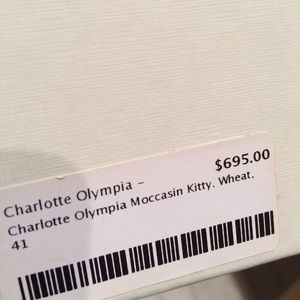 $695.00
Charlotte Olympia –
Charlotte Olympia Moccasin Kitty. Wheat.
41